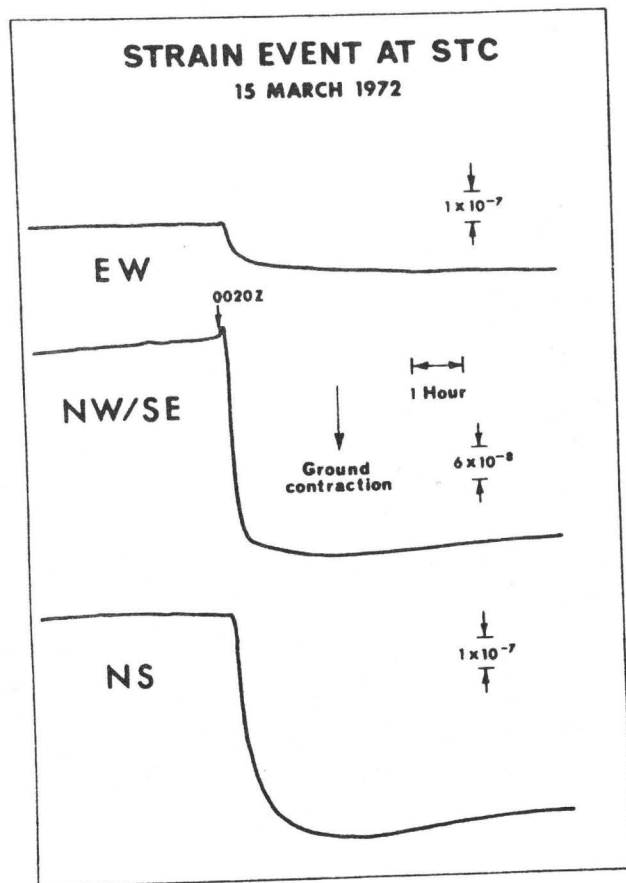 STRAIN EVENT AT STC
15 MARCH 1972
1 x 10⁻⁷
EW
0020Z
NW/SE
1 Hour
Ground
contraction
6 x 10⁻⁸
NS
1 x 10⁻⁷